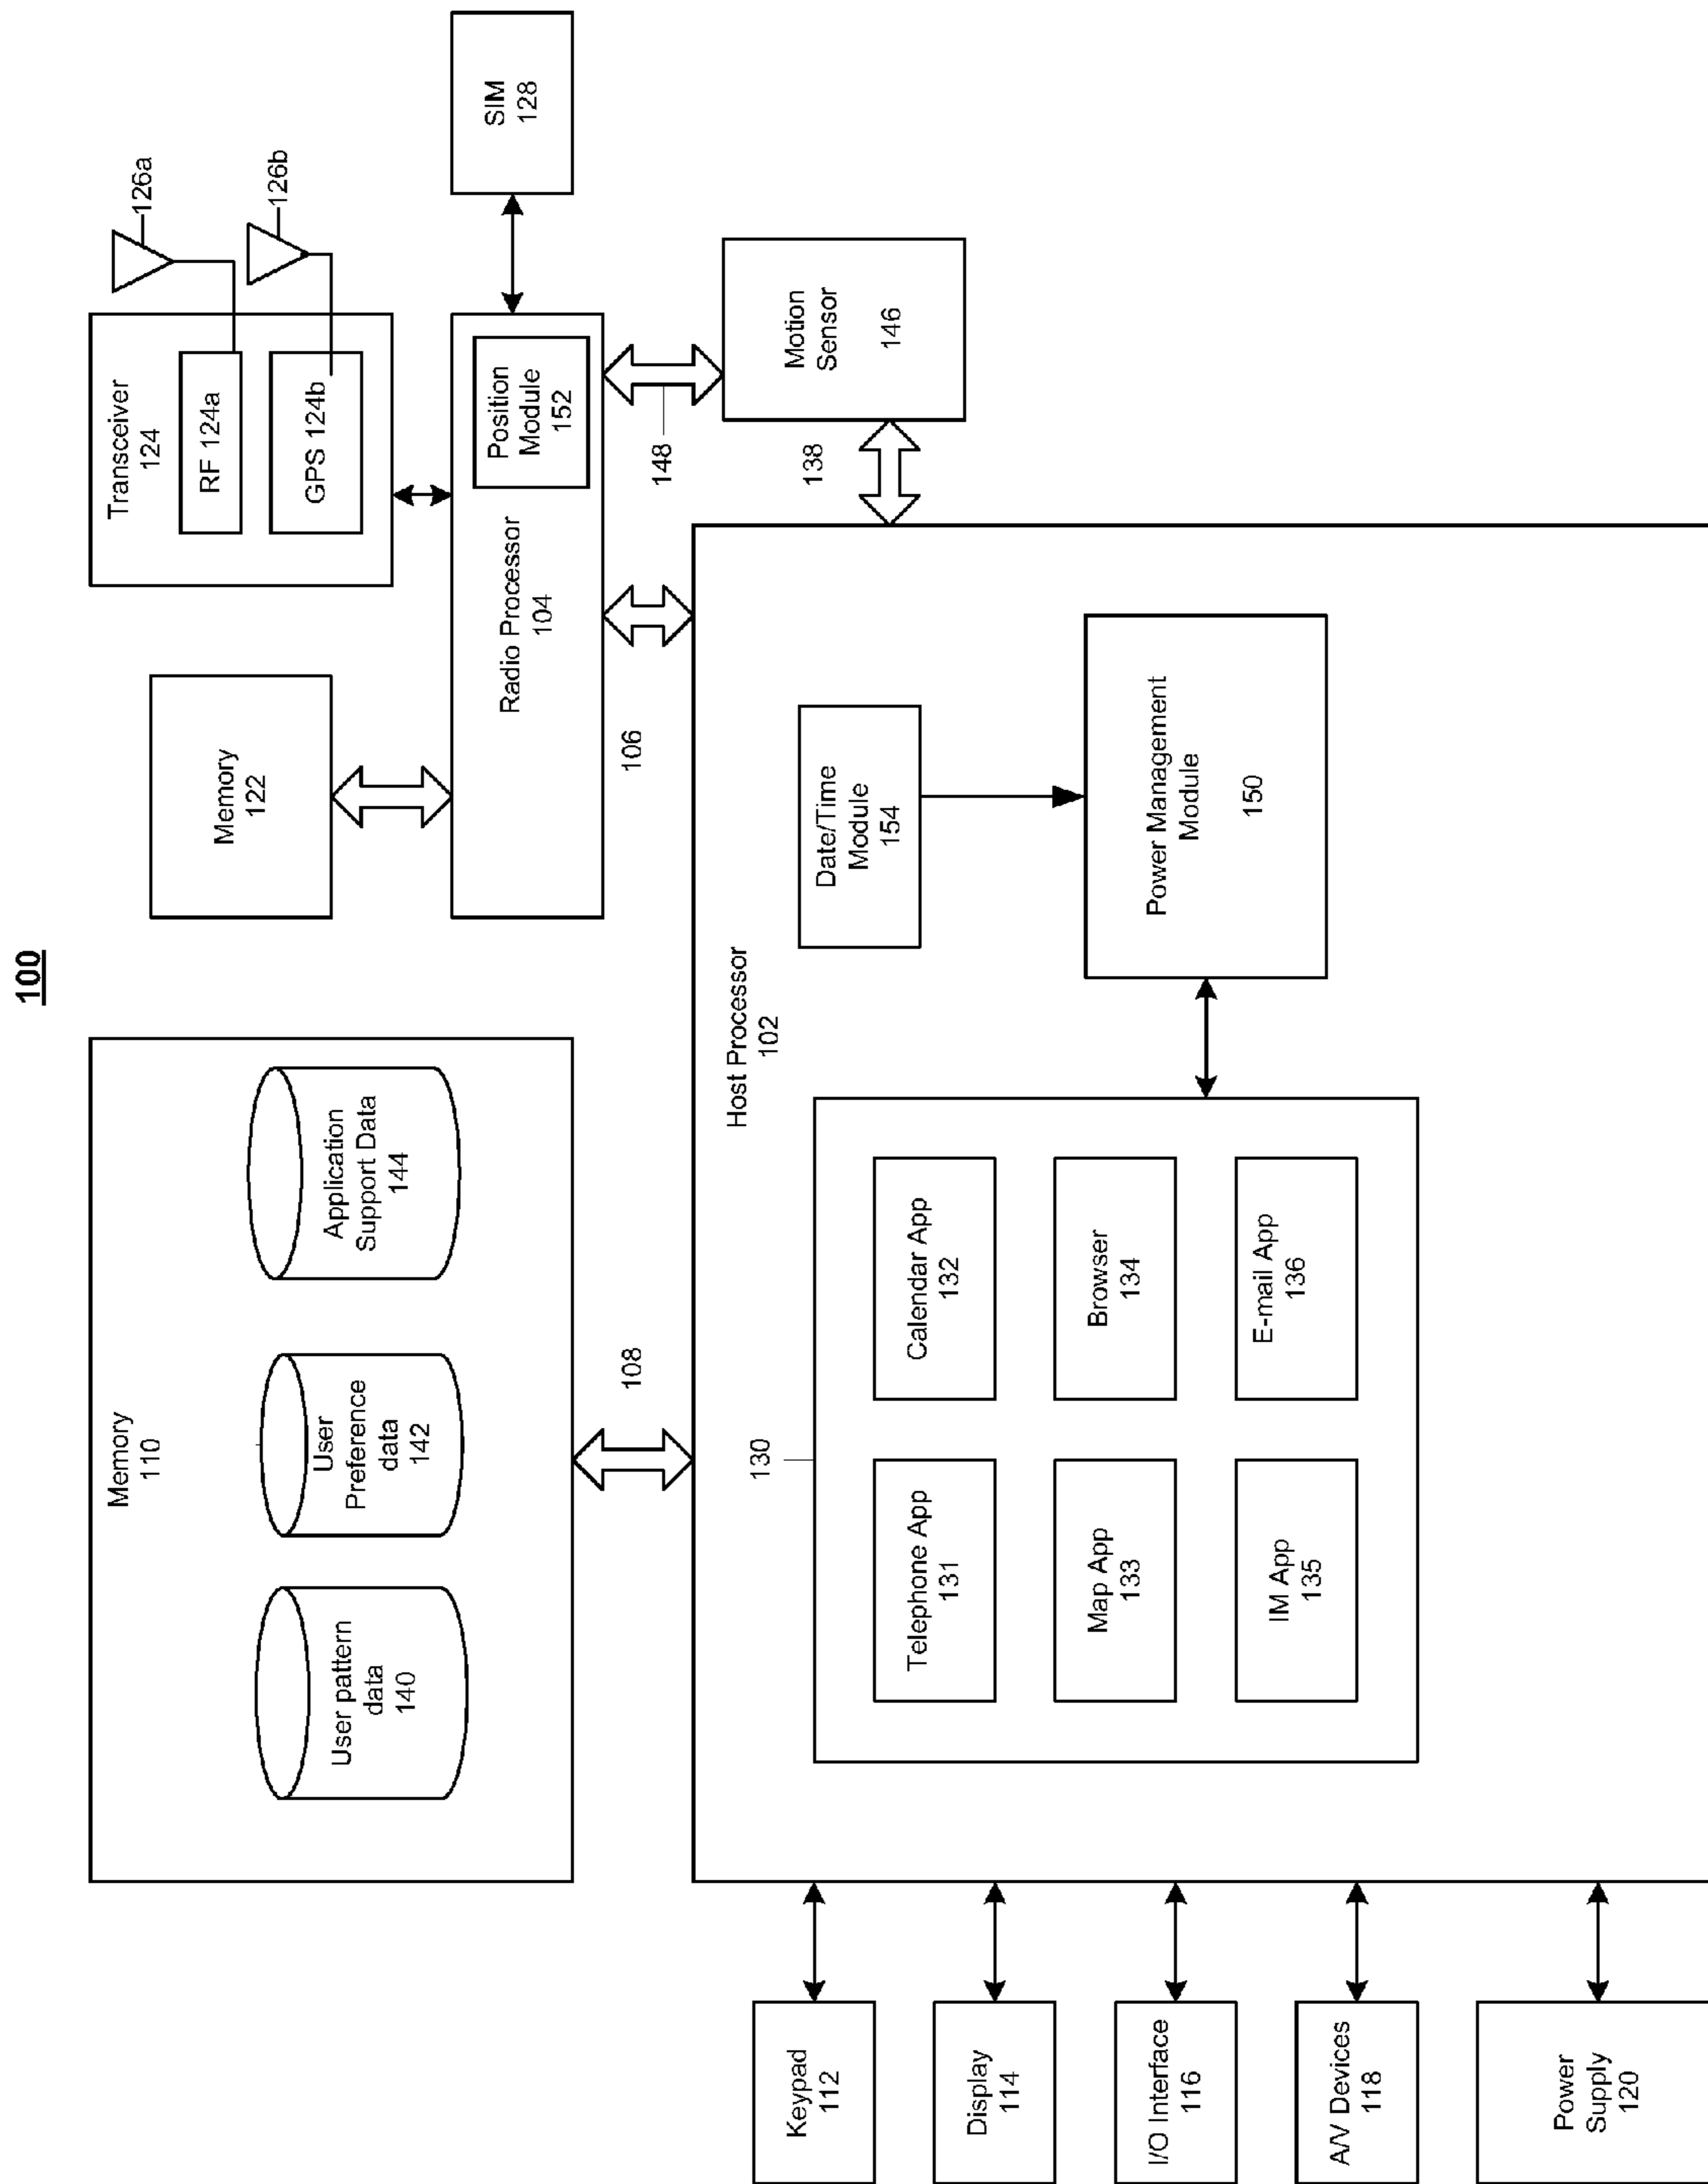 100
Memory
110
User pattern
data
140
User
Preference
data
142
Application
Support Data
144
Memory
122
Transceiver
124
RF 124a
GPS 124b
126a
126b
Radio Processor
104
Position
Module
152
SIM
128
108
106
148
138
Motion
Sensor
146
Host Processor
102
130
Telephone App
131
Calendar App
132
Map App
133
Browser
134
IM App
135
E-mail App
136
Date/Time
Module
154
Power Management
Module
150
Keypad
112
Display
114
I/O Interface
116
A/V Devices
118
Power
Supply
120